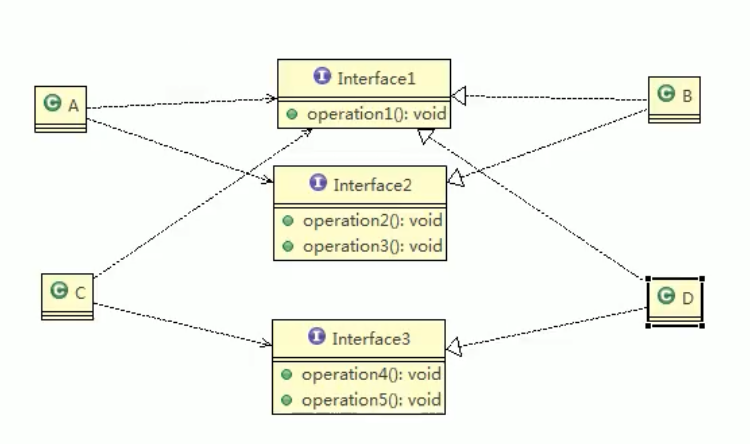 I Interface1
operation1(): void
C A
C B
I Interface2
operation2(): void
operation3(): void
C C
C D
I Interface3
operation4(): void
operation5(): void